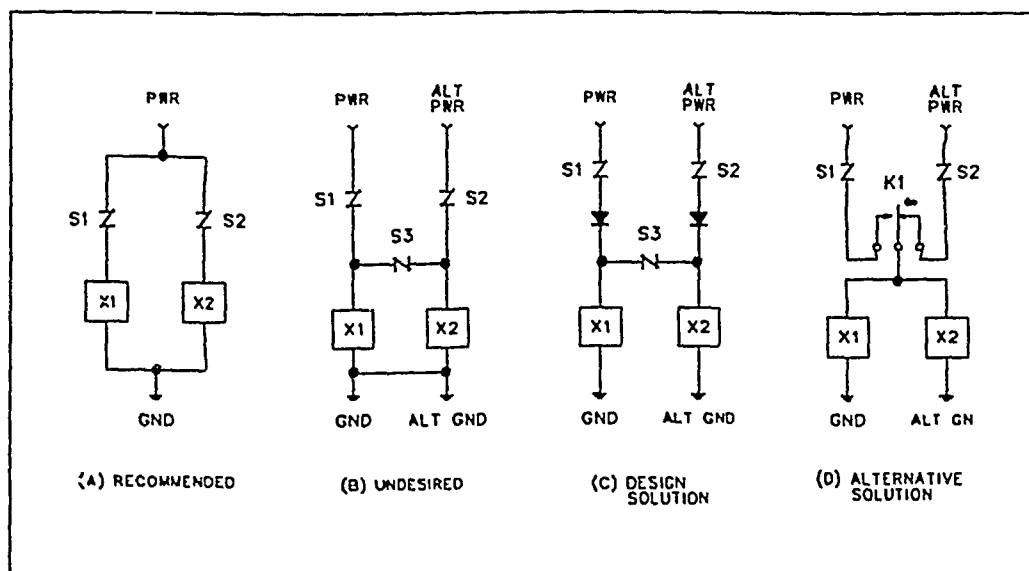 PWR
S1
S2
X1
X2
GND
(A) RECOMMENDED
PWR
ALT
PWR
S1
S2
S3
X1
X2
GND
ALT GND
(B) UNDESIRED
PWR
ALT
PWR
S1
S2
S3
X1
X2
GND
ALT GND
(C) DESIGN
SOLUTION
PWR
ALT
PWR
S1
K1
S2
X1
X2
GND
ALT GN
(D) ALTERNATIVE
SOLUTION